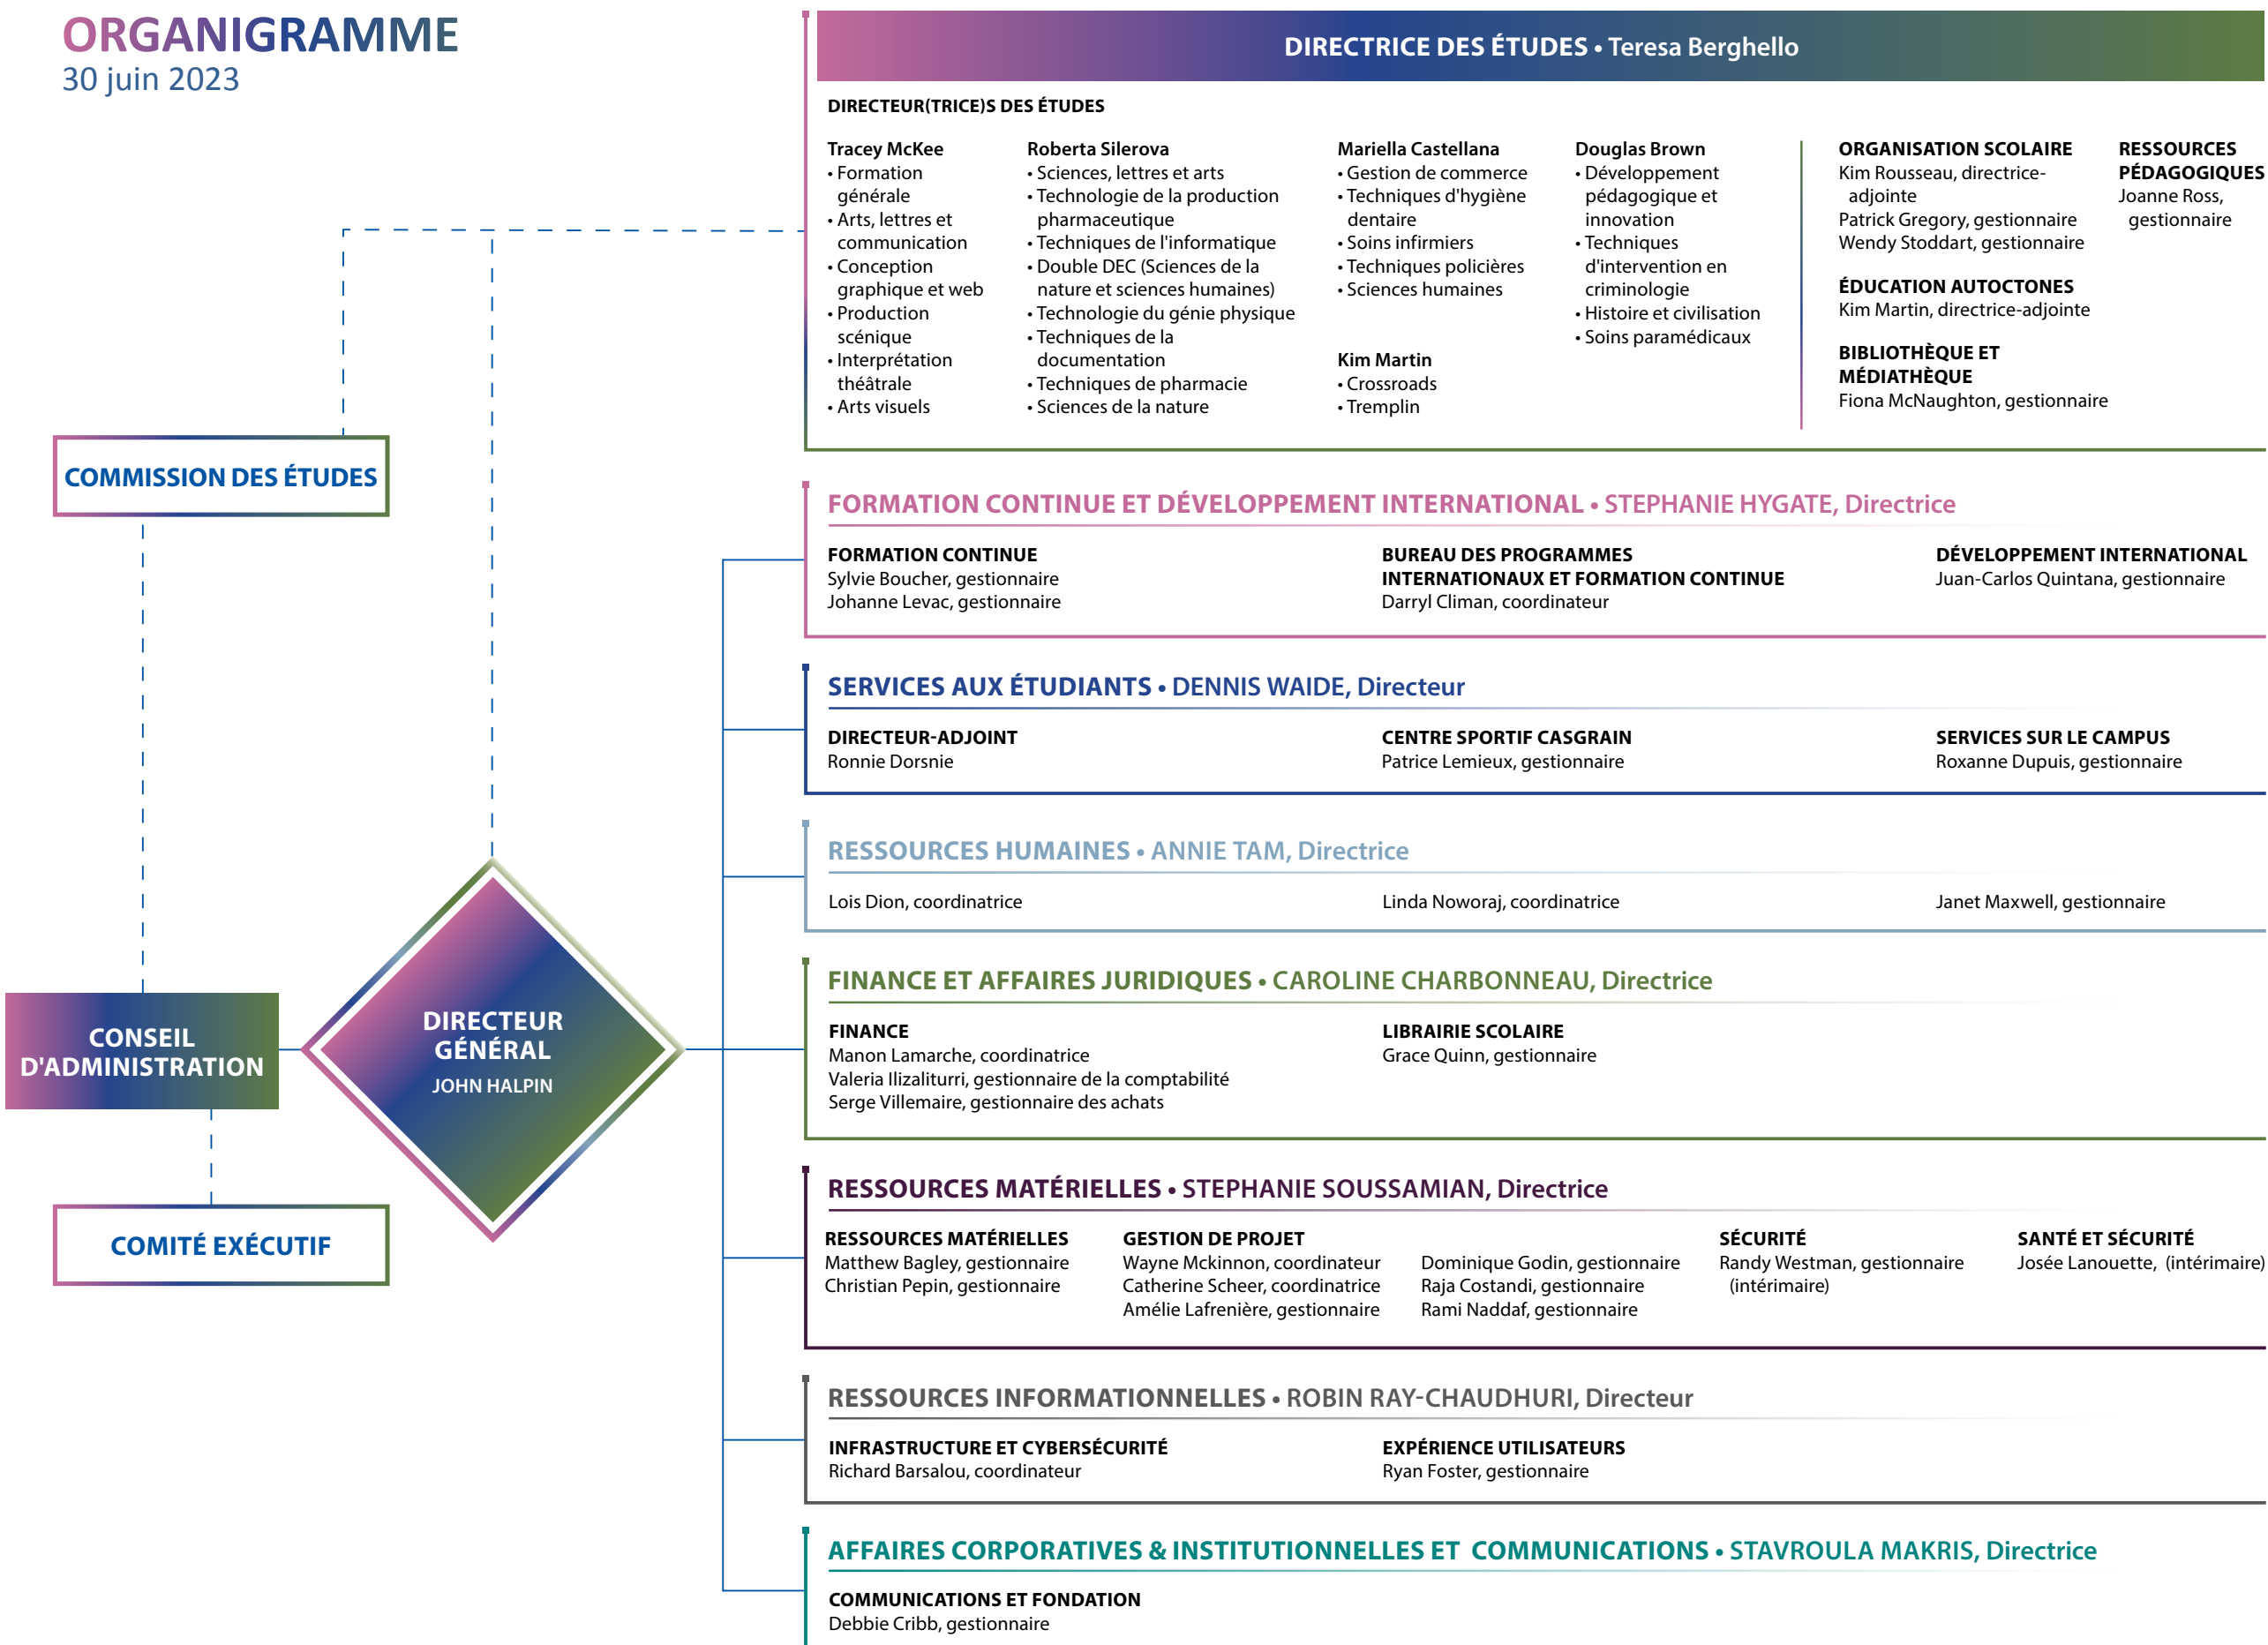 ORGANIGRAMME
30 juin 2023
DIRECTRICE DES ÉTUDES • Teresa Berghello
DIRECTEUR(TRICE)S DES ÉTUDES
Tracey McKee
• Formation
générale
• Arts, lettres et
communication
• Conception
graphique et web
• Production
scénique
• Interprétation
théâtrale
• Arts visuels
Roberta Silerova
• Sciences, lettres et arts
• Technologie de la production
pharmaceutique
• Techniques de l'informatique
• Double DEC (Sciences de la
nature et sciences humaines)
• Technologie du génie physique
• Techniques de la
documentation
• Techniques de pharmacie
• Sciences de la nature
Mariella Castellana
• Gestion de commerce
• Techniques d'hygiène
dentaire
• Soins infirmiers
• Techniques policières
• Sciences humaines
Kim Martin
• Crossroads
• Tremplin
Douglas Brown
• Développement
pédagogique et
innovation
• Techniques
d'intervention en
criminologie
• Histoire et civilisation
• Soins paramédicaux
ORGANISATION SCOLAIRE
Kim Rousseau, directrice-
adjointe
Patrick Gregory, gestionnaire
Wendy Stoddart, gestionnaire
ÉDUCATION AUTOCTONES
Kim Martin, directrice-adjointe
BIBLIOTHÈQUE ET
MÉDIATHÈQUE
Fiona McNaughton, gestionnaire
RESSOURCES
PÉDAGOGIQUES
Joanne Ross,
gestionnaire
COMMISSION DES ÉTUDES
CONSEIL
D'ADMINISTRATION
COMITÉ EXÉCUTIF
DIRECTEUR
GÉNÉRAL
JOHN HALPIN
FORMATION CONTINUE ET DÉVELOPPEMENT INTERNATIONAL • STEPHANIE HYGATE, Directrice
FORMATION CONTINUE
Sylvie Boucher, gestionnaire
Johanne Levac, gestionnaire
BUREAU DES PROGRAMMES
INTERNATIONAUX ET FORMATION CONTINUE
Darryl Climan, coordinateur
DÉVELOPPEMENT INTERNATIONAL
Juan-Carlos Quintana, gestionnaire
SERVICES AUX ÉTUDIANTS • DENNIS WAIDE, Directeur
DIRECTEUR-ADJOINT
Ronnie Dorsnie
CENTRE SPORTIF CASGRAIN
Patrice Lemieux, gestionnaire
SERVICES SUR LE CAMPUS
Roxanne Dupuis, gestionnaire
RESSOURCES HUMAINES • ANNIE TAM, Directrice
Lois Dion, coordinatrice
Linda Noworaj, coordinatrice
Janet Maxwell, gestionnaire
FINANCE ET AFFAIRES JURIDIQUES • CAROLINE CHARBONNEAU, Directrice
FINANCE
Manon Lamarche, coordinatrice
Valeria Ilizaliturri, gestionnaire de la comptabilité
Serge Villemaire, gestionnaire des achats
LIBRAIRIE SCOLAIRE
Grace Quinn, gestionnaire
RESSOURCES MATÉRIELLES • STEPHANIE SOUSSAMIAN, Directrice
RESSOURCES MATÉRIELLES
Matthew Bagley, gestionnaire
Christian Pepin, gestionnaire
GESTION DE PROJET
Wayne Mckinnon, coordinateur
Catherine Scheer, coordinatrice
Amélie Lafrenière, gestionnaire
Dominique Godin, gestionnaire
Raja Costandi, gestionnaire
Rami Naddaf, gestionnaire
SÉCURITÉ
Randy Westman, gestionnaire
(intérimaire)
SANTÉ ET SÉCURITÉ
Josée Lanouette, (intérimaire)
RESSOURCES INFORMATIONNELLES • ROBIN RAY-CHAUDHURI, Directeur
INFRASTRUCTURE ET CYBERSÉCURITÉ
Richard Barsalou, coordinateur
EXPÉRIENCE UTILISATEURS
Ryan Foster, gestionnaire
AFFAIRES CORPORATIVES & INSTITUTIONNELLES ET COMMUNICATIONS • STAVROULA MAKRIS, Directrice
COMMUNICATIONS ET FONDATION
Debbie Cribb, gestionnaire